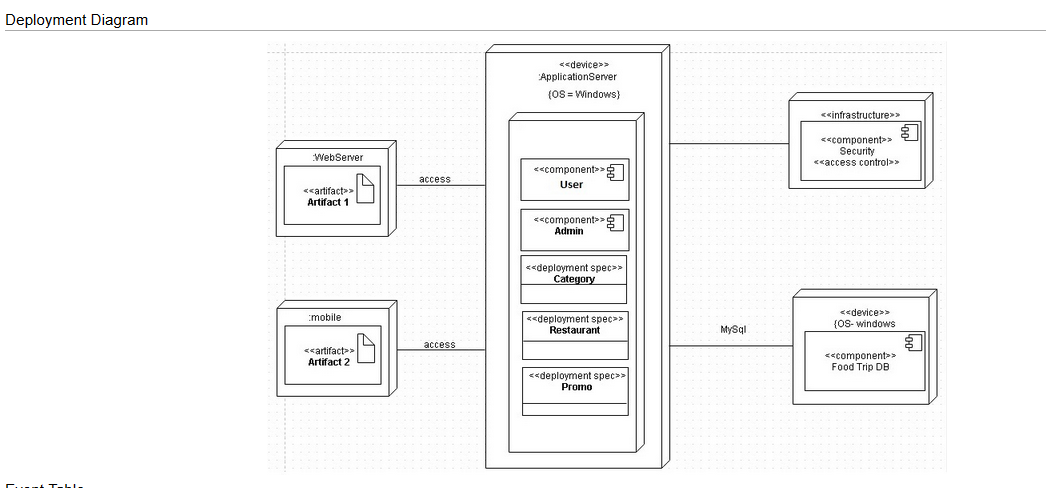 Deployment Diagram
<<device>>
:ApplicationServer
{OS = Windows}
<<infrastructure>>
<<component>>
Security
<<access control>>
:WebServer
<<artifact>>
Artifact 1
access
<<component>>
User
<<component>>
Admin
<<deployment spec>>
Category
<<deployment spec>>
Restaurant
<<deployment spec>>
Promo
:mobile
<<artifact>>
Artifact 2
access
MySql
<<device>>
{OS- windows
<<component>>
Food Trip DB
Event Table